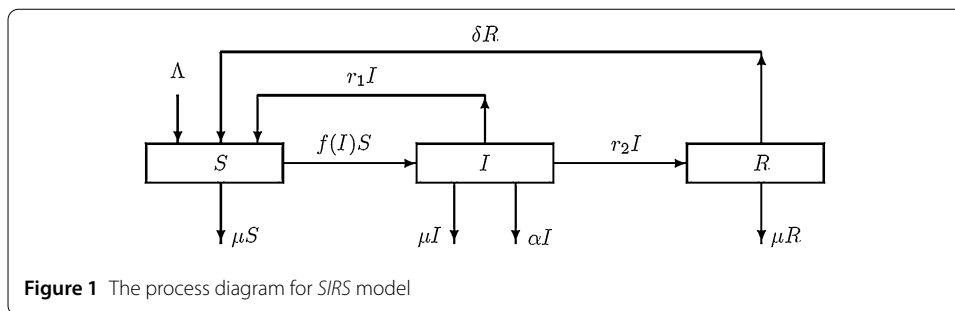 δR
Λ
r₁I
S
f(I)S
I
r₂I
R
μS
μI
αI
μR
Figure 1 The process diagram for SIRS model